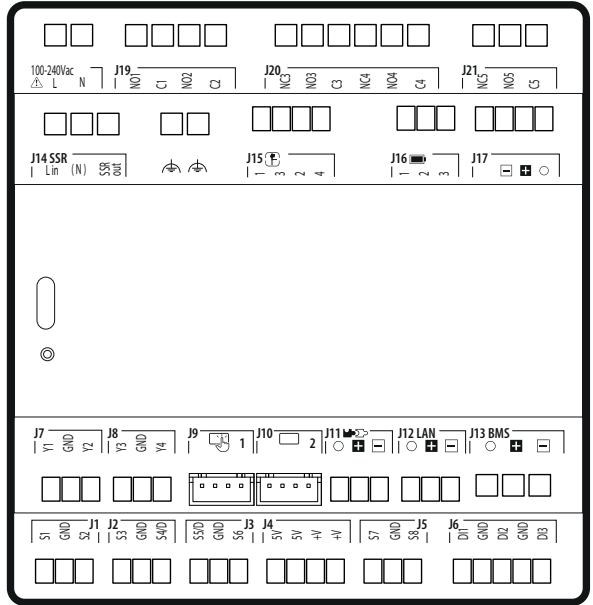 100-240Vac J19 J20 J21
L N NO1 C1 NO2 C2 NC3 NO3 C3 NC4 NO4 C4 NC5 NO5 C5
J14 SSR J15 J16 J17
L in (N) SSR out 1 3 2 4 1 2 3
J7 J8 J9 J10 J11 J12 LAN J13 BMS
Y1 GND Y2 Y3 GND Y4 1 2
J1 J2 J3 J4 J5 J6
S1 GND S2 S3 GND S4/D S5/D GND S6 5V 5V +V +V S7 GND S8 DI1 GND DI2 GND DI3